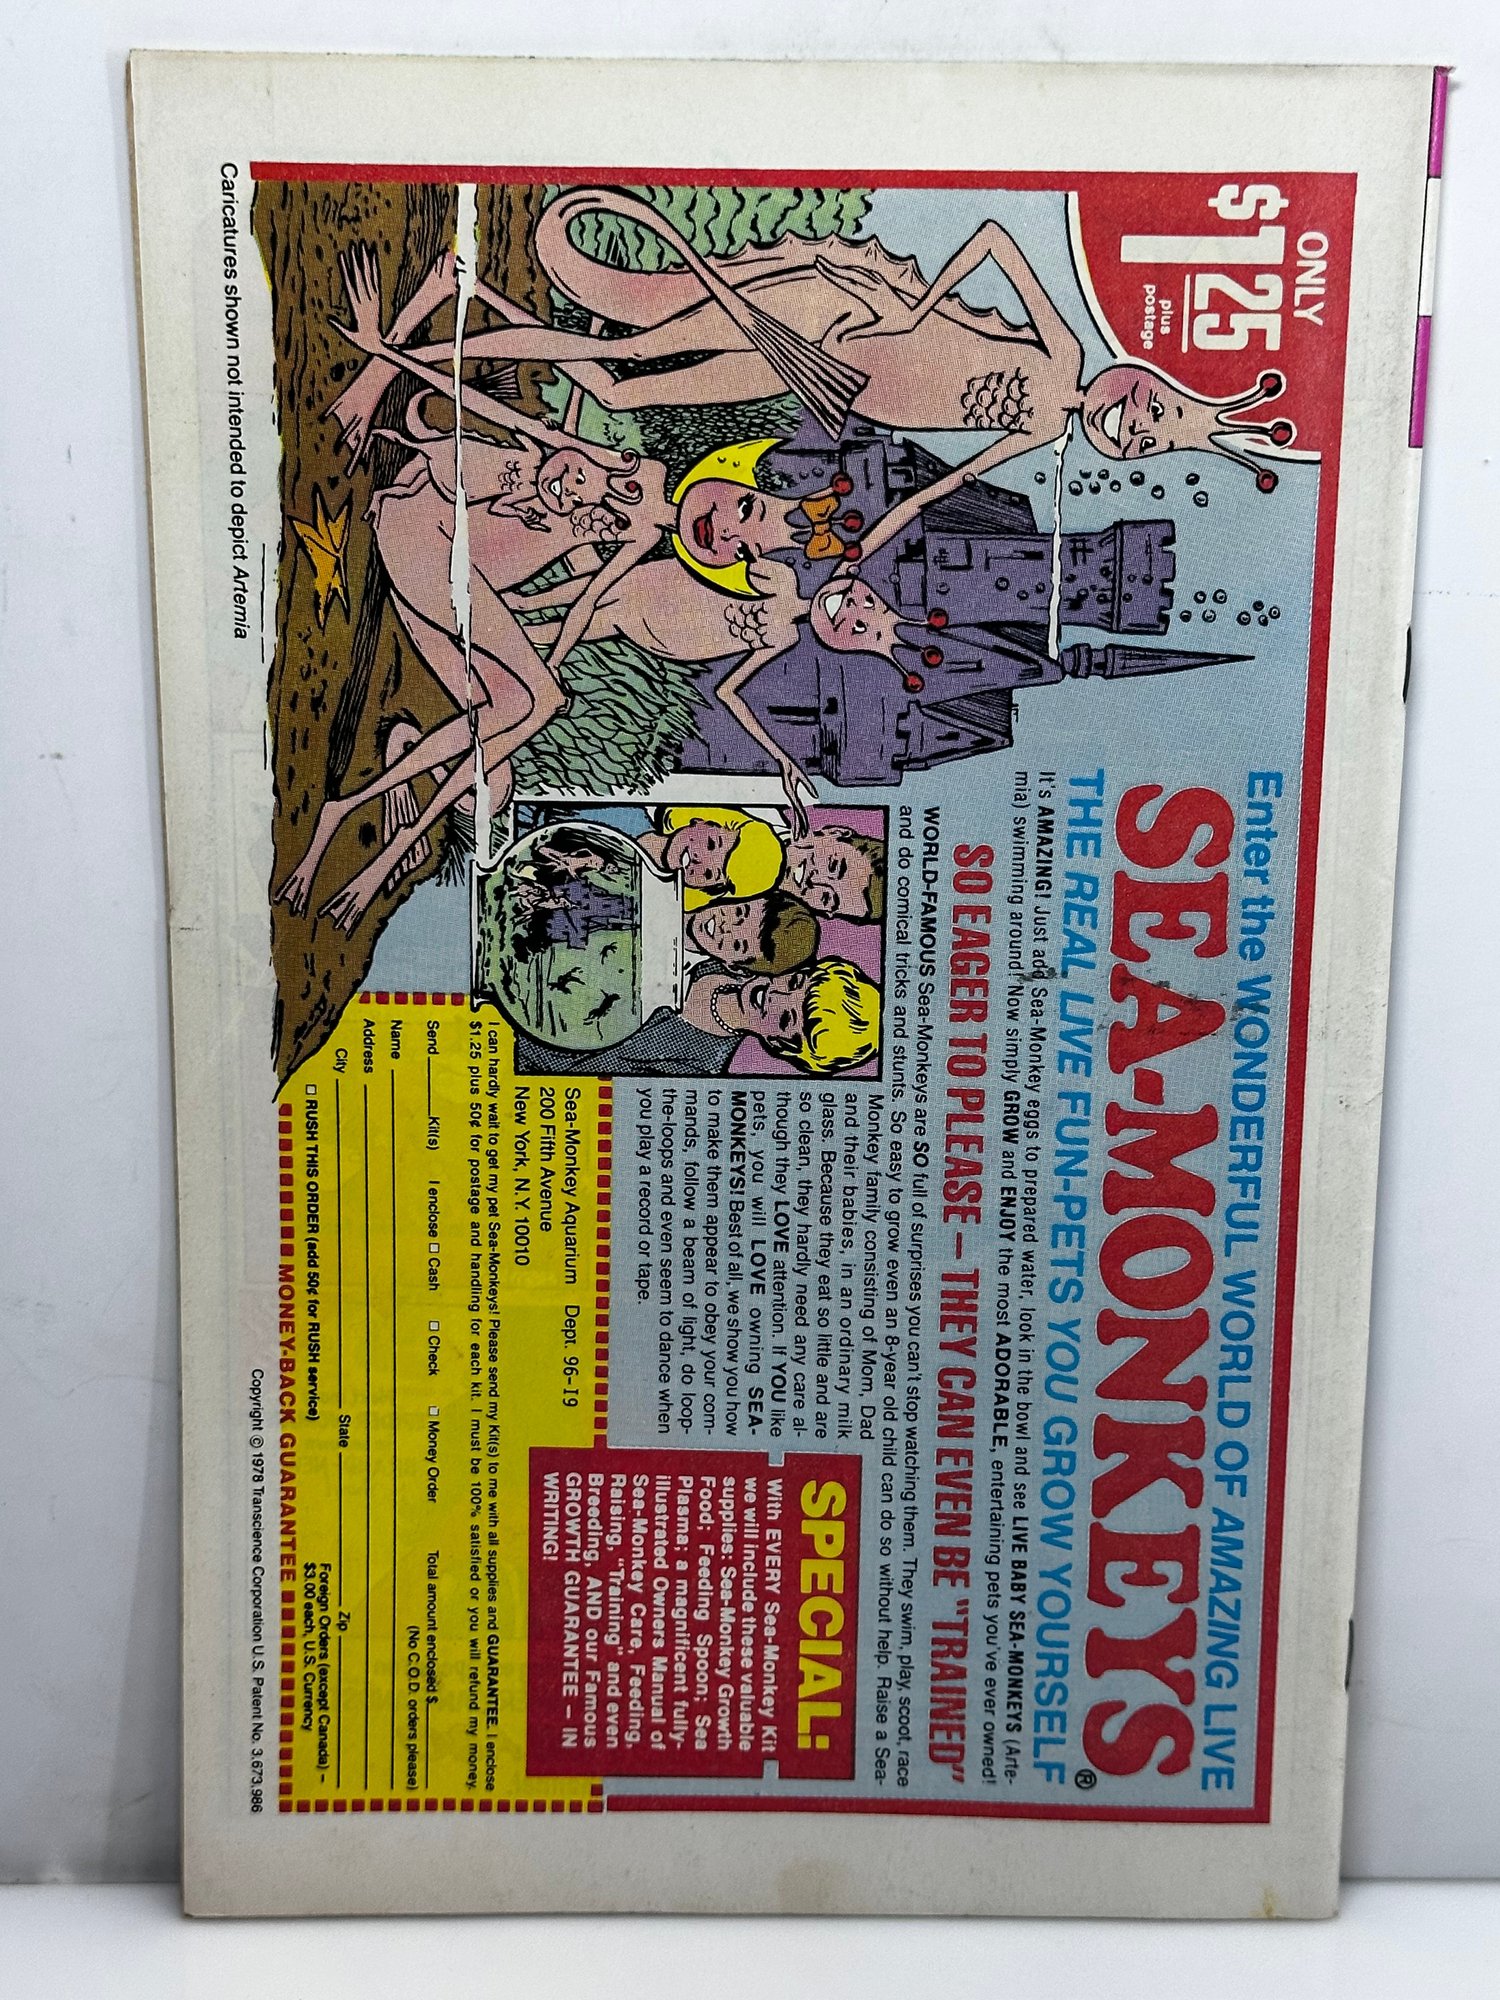 ONLY
$1.25
plus
postage
Enter the WONDERFUL WORLD OF AMAZING LIVE
SEA-MONKEYS®
THE REAL LIVE FUN-PETS YOU GROW YOURSELF
It's AMAZING! Just add Sea-Monkey eggs to prepared water, look in the bowl and see LIVE BABY SEA-MONKEYS (Arte-
mia) swimming around! Now simply GROW and ENJOY the most ADORABLE, entertaining pets you've ever owned!
SO EAGER TO PLEASE — THEY CAN EVEN BE "TRAINED"
WORLD-FAMOUS Sea-Monkeys are SO full of surprises you can't stop watching them. They swim, play, scoot, race
and do comical tricks and stunts. So easy to grow even an 8-year old child can do so without help. Raise a Sea-
Monkey family consisting of Mom, Dad
and their babies, in an ordinary milk
glass. Because they eat so little and are
so clean, they hardly need any care al-
though they LOVE attention. If YOU like
pets, you will LOVE owning SEA-
MONKEYS! Best of all, we show you how
to make them appear to obey your com-
mands, follow a beam of light, do loop-
the-loops and even seem to dance when
you play a record or tape.
SPECIAL:
With EVERY Sea-Monkey Kit
we will include these valuable
supplies: Sea-Monkey Growth
Food; Feeding Spoon; Sea
Plasma; a magnificent fully-
illustrated Owners Manual of
Sea-Monkey Care, Feeding,
Raising, "Training" and even
Breeding, AND our Famous
GROWTH GUARANTEE — IN
WRITING!
Sea-Monkey Aquarium Dept. 96-I9
200 Fifth Avenue
New York, N.Y. 10010
I can hardly wait to get my pet Sea-Monkeys! Please send my Kit(s) to me with all supplies and GUARANTEE. I enclose
$1.25 plus 50¢ for postage and handling for each kit. I must be 100% satisfied or you will refund my money.
Send Kit(s) I enclose □ Cash □ Check □ Money Order Total amount enclosed $
(No C.O.D. orders please)
Name
Address
City State Zip
□ RUSH THIS ORDER (add 50¢ for RUSH service)
Foreign Orders (except Canada) —
$3.00 each, U.S. Currency
MONEY-BACK GUARANTEE
Caricatures shown not intended to depict Artemia
Copyright © 1978 Transcience Corporation U.S. Patent No. 3,673,986